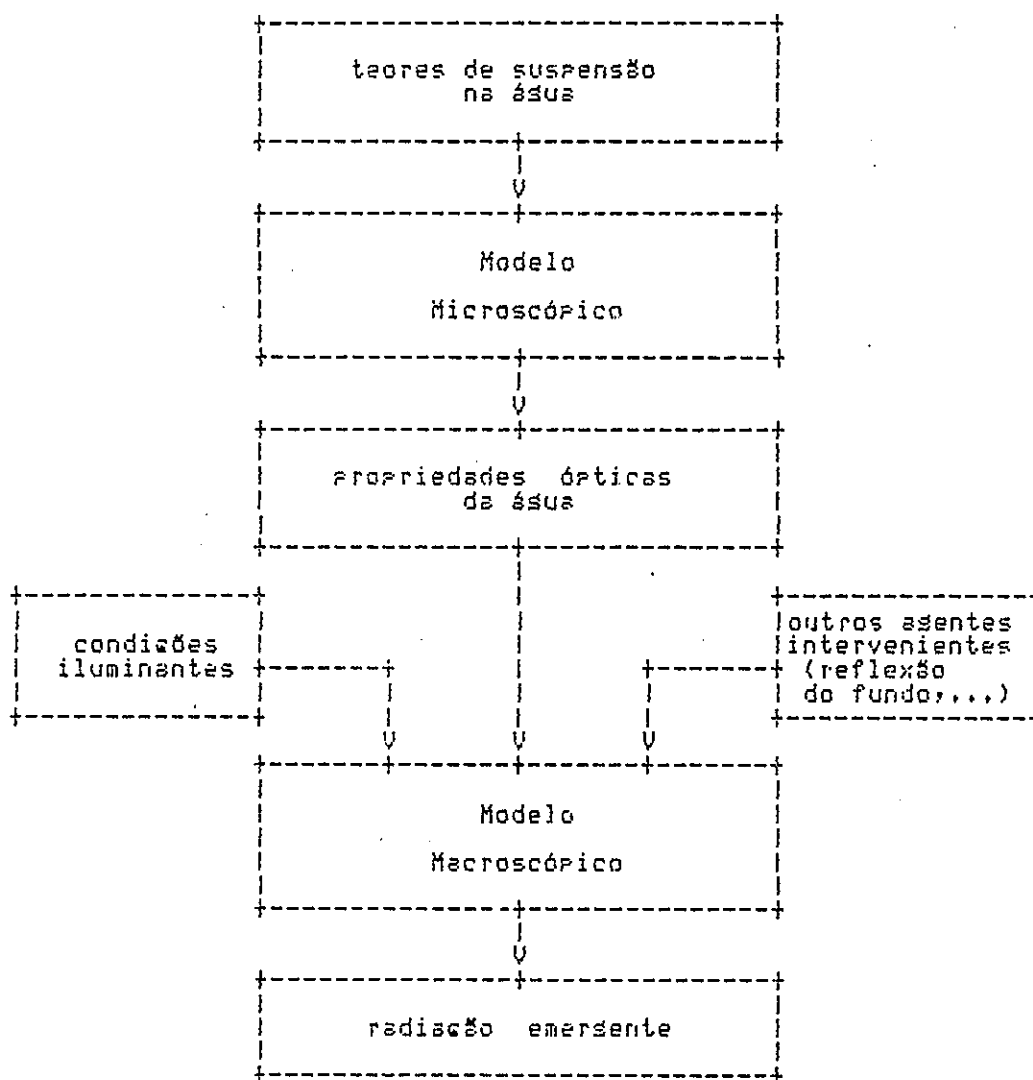 teores de suspensão
na água
Modelo
Microscópico
propriedades ópticas
da água
condições
iluminantes
outros agentes
intervenientes
(reflexão
do fundo,...)
Modelo
Macroscópico
radiação emergente